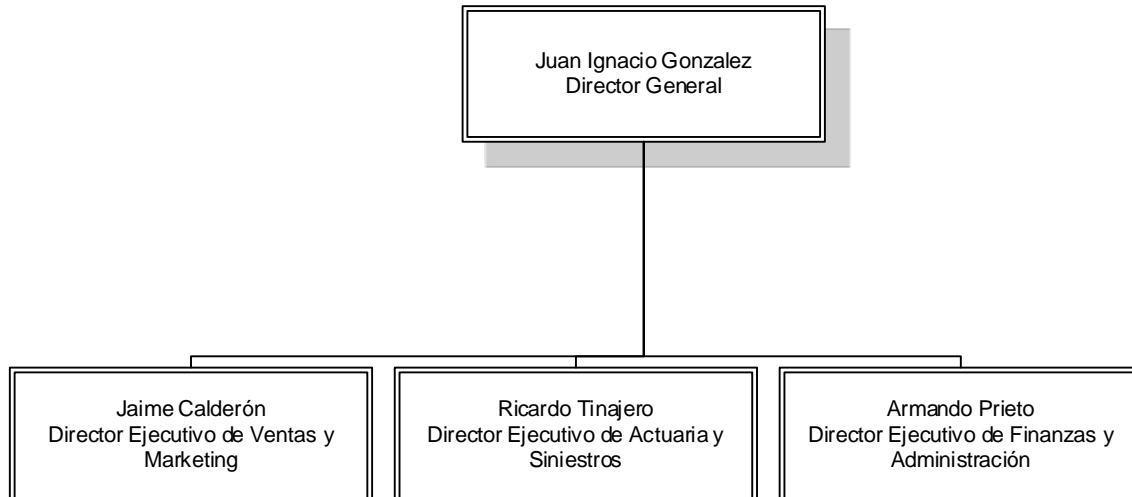 Juan Ignacio Gonzalez
Director General
Jaime Calderón
Director Ejecutivo de Ventas y
Marketing
Ricardo Tinajero
Director Ejecutivo de Actuaria y
Siniestros
Armando Prieto
Director Ejecutivo de Finanzas y
Administración